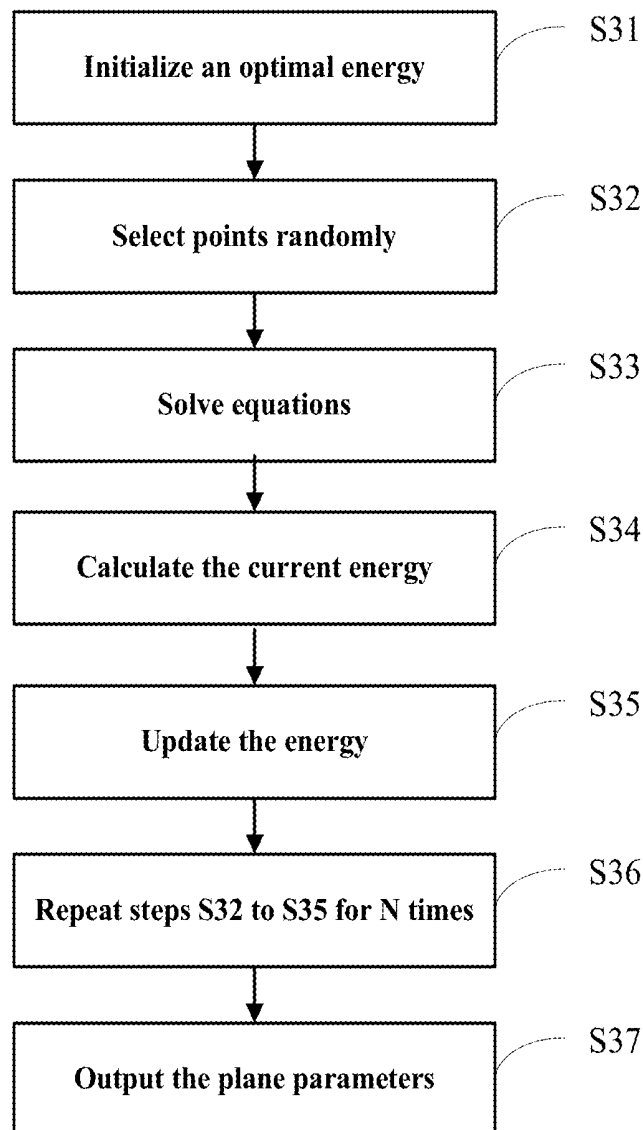 S31
Initialize an optimal energy
S32
Select points randomly
S33
Solve equations
S34
Calculate the current energy
S35
Update the energy
S36
Repeat steps S32 to S35 for N times
S37
Output the plane parameters